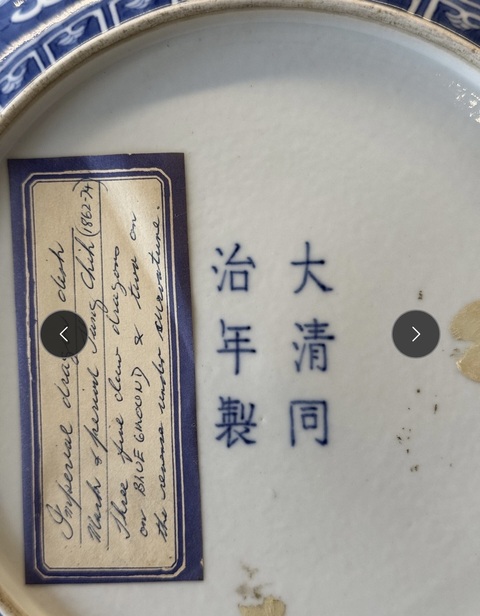 大清同
治年製
Imperial dragon dish
Mark & period Tung Chih (1862-74)
Three five claw dragons
on BLUE GROUND & two on
the reverse under